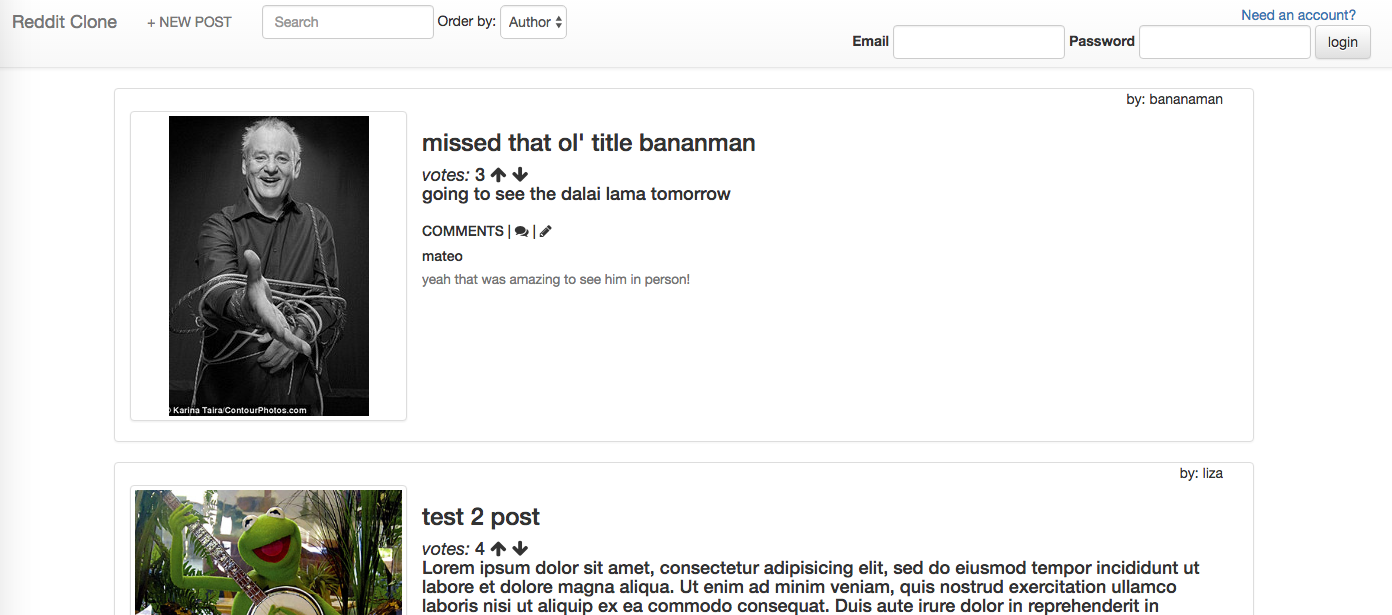 Reddit Clone + NEW POST Search Order by: Author Need an account?
Email Password login
by: bananaman
missed that ol' title bananman
votes: 3
going to see the dalai lama tomorrow
COMMENTS | |
mateo
yeah that was amazing to see him in person!
Karina Taira/ContourPhotos.com
by: liza
test 2 post
votes: 4
Lorem ipsum dolor sit amet, consectetur adipisicing elit, sed do eiusmod tempor incididunt ut
labore et dolore magna aliqua. Ut enim ad minim veniam, quis nostrud exercitation ullamco
laboris nisi ut aliquip ex ea commodo consequat. Duis aute irure dolor in reprehenderit in